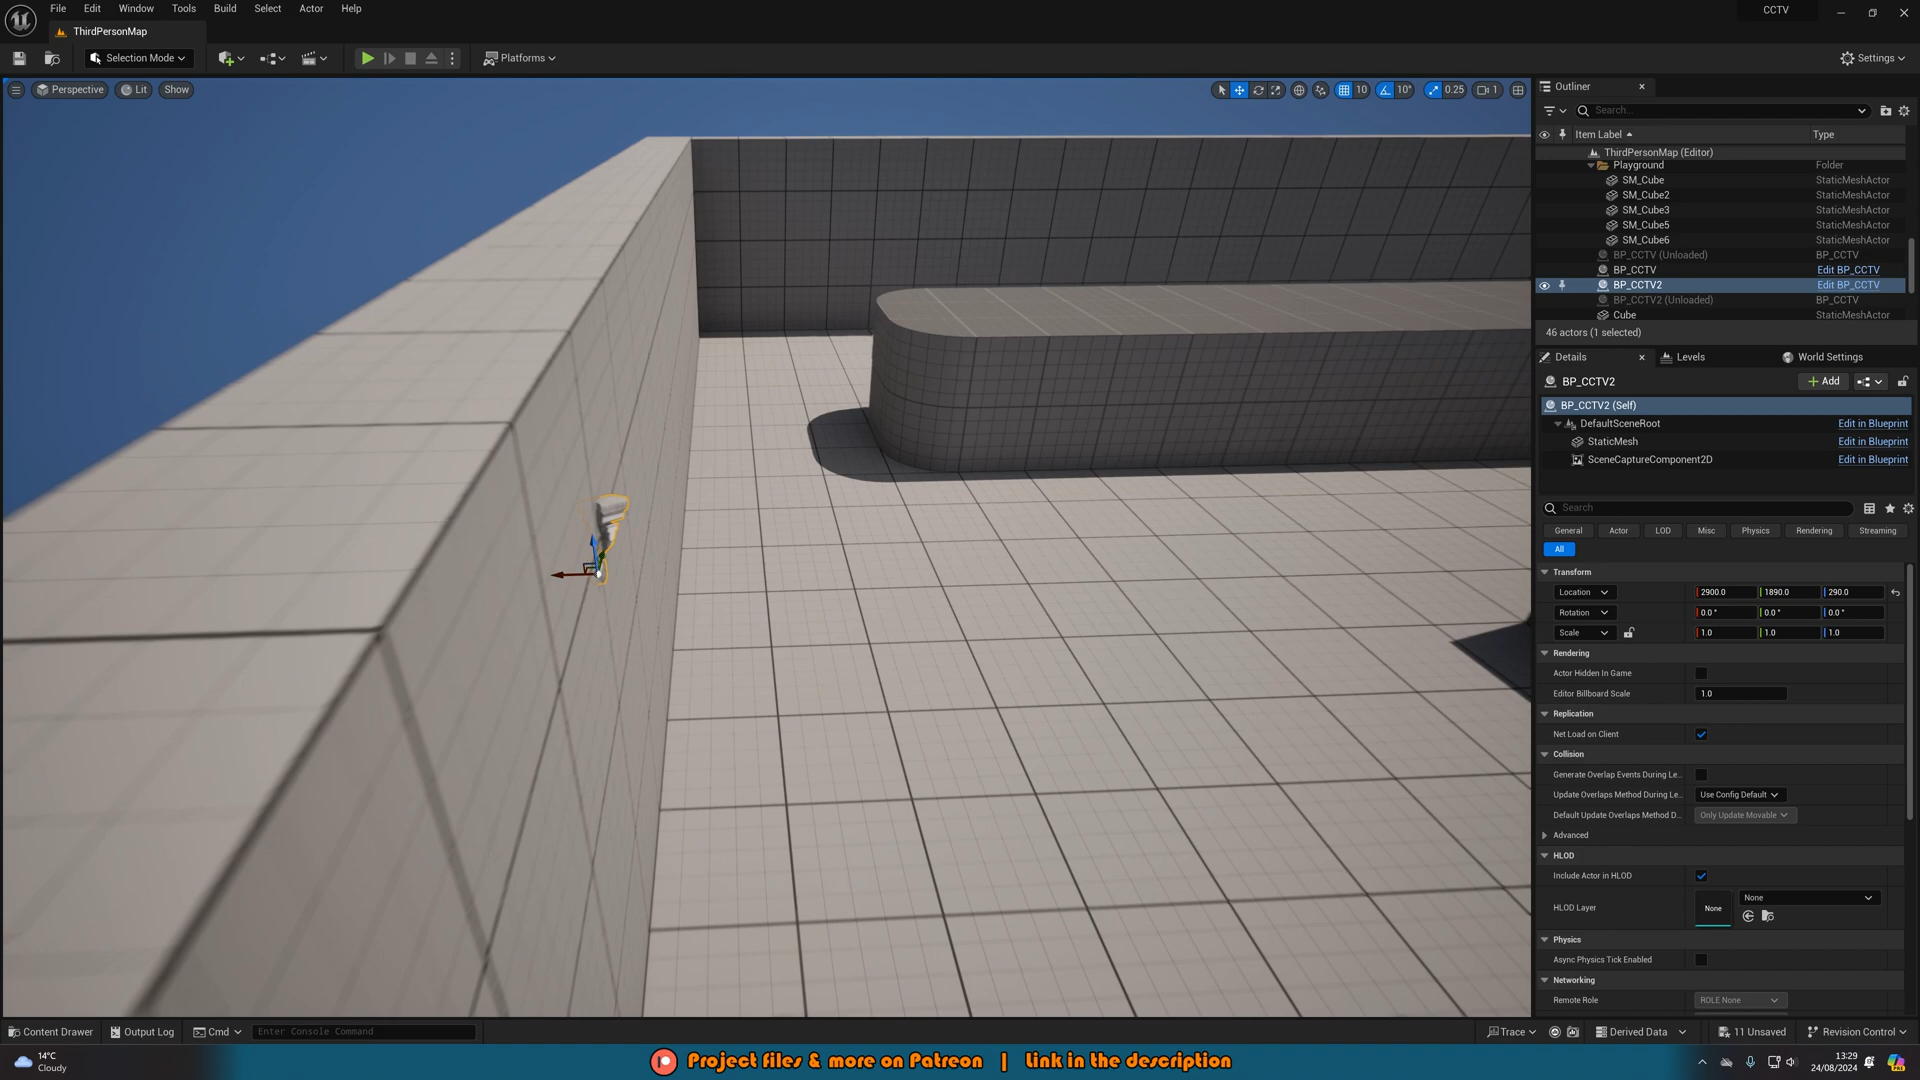 File Edit Window Tools Build Select Actor Help
CCTV
ThirdPersonMap
Selection Mode
Platforms
Settings
Perspective Lit Show
10 10° 0.25 1
Outliner
Search...
Item Label Type
ThirdPersonMap (Editor)
Playground Folder
SM_Cube StaticMeshActor
SM_Cube2 StaticMeshActor
SM_Cube3 StaticMeshActor
SM_Cube5 StaticMeshActor
SM_Cube6 StaticMeshActor
BP_CCTV (Unloaded) BP_CCTV
BP_CCTV Edit BP_CCTV
BP_CCTV2 Edit BP_CCTV
BP_CCTV2 (Unloaded) BP_CCTV
Cube StaticMeshActor
46 actors (1 selected)
Details Levels World Settings
BP_CCTV2 Add
BP_CCTV2 (Self)
DefaultSceneRoot Edit in Blueprint
StaticMesh Edit in Blueprint
SceneCaptureComponent2D Edit in Blueprint
Search
General Actor LOD Misc Physics Rendering Streaming
All
Transform
Location 2900.0 1890.0 290.0
Rotation 0.0° 0.0° 0.0°
Scale 1.0 1.0 1.0
Rendering
Actor Hidden In Game
Editor Billboard Scale 1.0
Replication
Net Load on Client
Collision
Generate Overlap Events During Le...
Update Overlaps Method During Le... Use Config Default
Default Update Overlaps Method D... Only Update Movable
Advanced
HLOD
Include Actor in HLOD
HLOD Layer None None
Physics
Async Physics Tick Enabled
Networking
Remote Role ROLE None
Content Drawer Output Log Cmd Enter Console Command
Trace Derived Data 11 Unsaved Revision Control
14°C
Cloudy
Project files & more on Patreon | Link in the description
13:29
24/08/2024
PRE